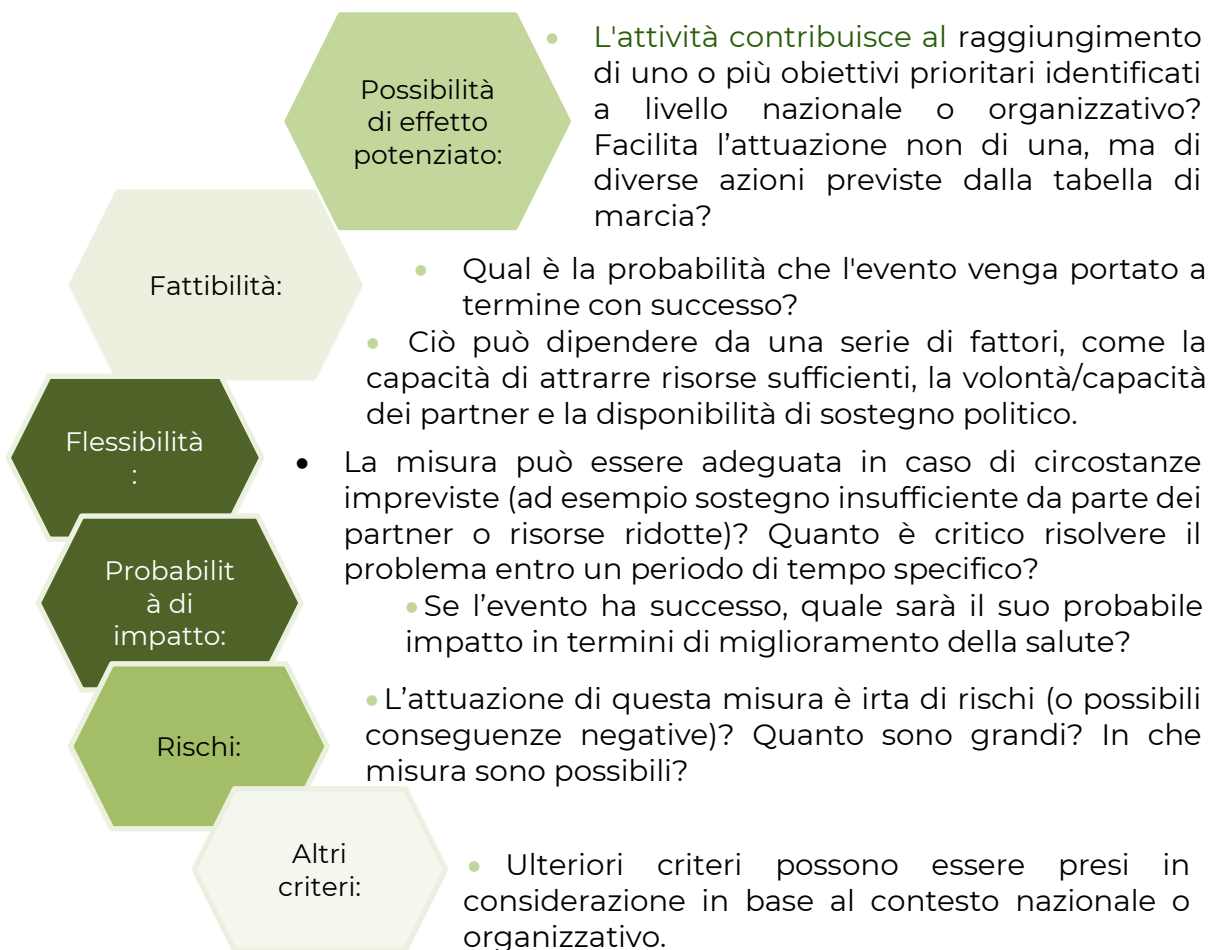 Possibilità
di effetto
potenziato:
• L'attività contribuisce al raggiungimento
di uno o più obiettivi prioritari identificati
a livello nazionale o organizzativo?
Facilita l’attuazione non di una, ma di
diverse azioni previste dalla tabella di
marcia?
Fattibilità:
• Qual è la probabilità che l'evento venga portato a
termine con successo?
• Ciò può dipendere da una serie di fattori, come la
capacità di attrarre risorse sufficienti, la volontà/capacità
dei partner e la disponibilità di sostegno politico.
Flessibilità
:
• La misura può essere adeguata in caso di circostanze
impreviste (ad esempio sostegno insufficiente da parte dei
partner o risorse ridotte)? Quanto è critico risolvere il
problema entro un periodo di tempo specifico?
Probabilit
à di
impatto:
• Se l’evento ha successo, quale sarà il suo probabile
impatto in termini di miglioramento della salute?
Rischi:
• L’attuazione di questa misura è irta di rischi (o possibili
conseguenze negative)? Quanto sono grandi? In che
misura sono possibili?
Altri
criteri:
• Ulteriori criteri possono essere presi in
considerazione in base al contesto nazionale o
organizzativo.